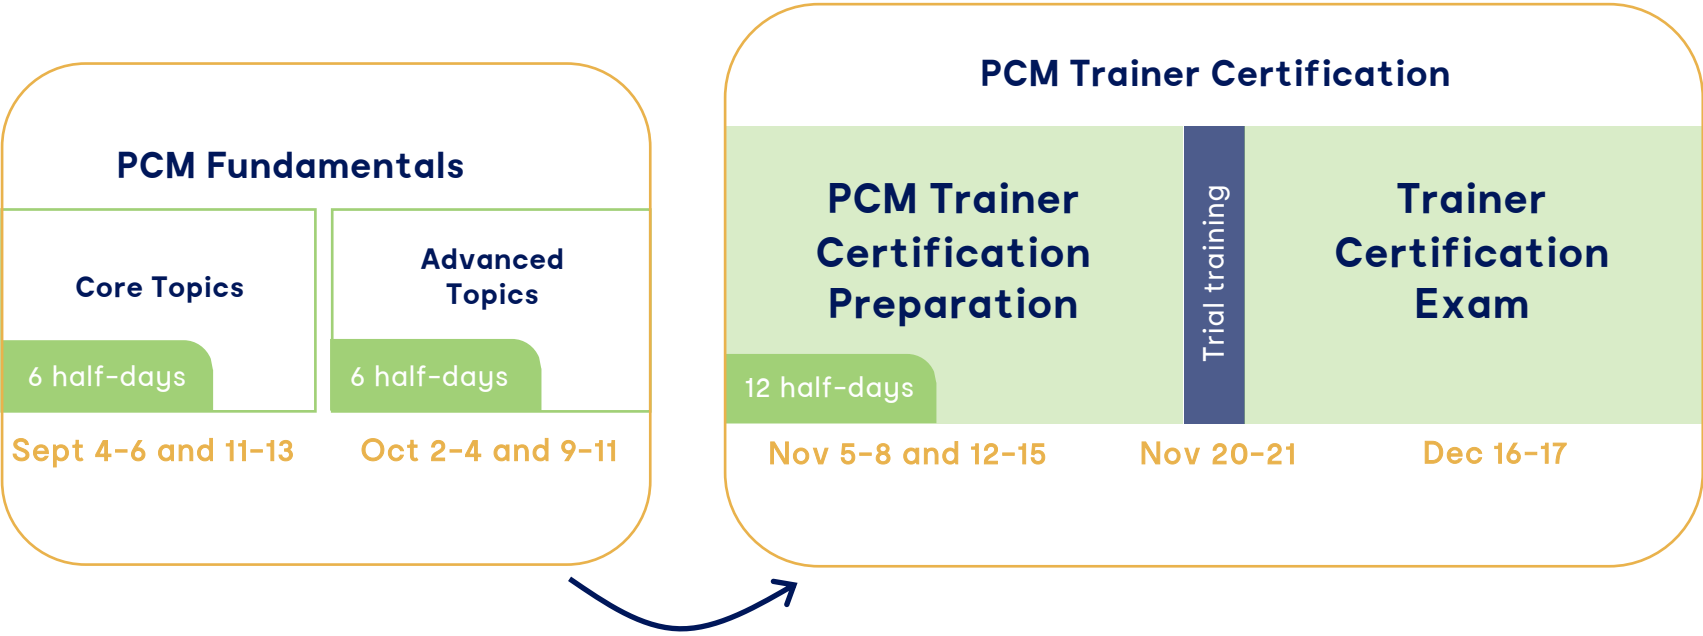 PCM Fundamentals
Core Topics
6 half-days
Sept 4-6 and 11-13
Advanced
Topics
6 half-days
Oct 2-4 and 9-11
PCM Trainer Certification
PCM Trainer
Certification
Preparation
12 half-days
Nov 5-8 and 12-15
Trial training
Nov 20-21
Trainer
Certification
Exam
Dec 16-17